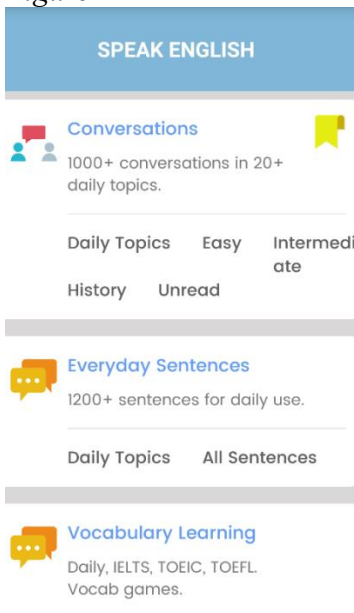 SPEAK ENGLISH
Conversations
1000+ conversations in 20+
daily topics.
Daily Topics Easy Intermedi
ate
History Unread
Everyday Sentences
1200+ sentences for daily use.
Daily Topics All Sentences
Vocabulary Learning
Daily, IELTS, TOEIC, TOEFL.
Vocab games.